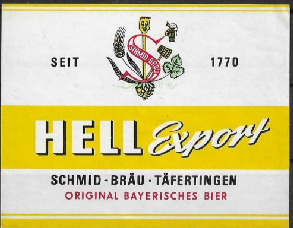 SEIT 1770
HELL Export
SCHMID-BRÄU·TÄFERTINGEN
ORIGINAL BAYERISCHES BIER